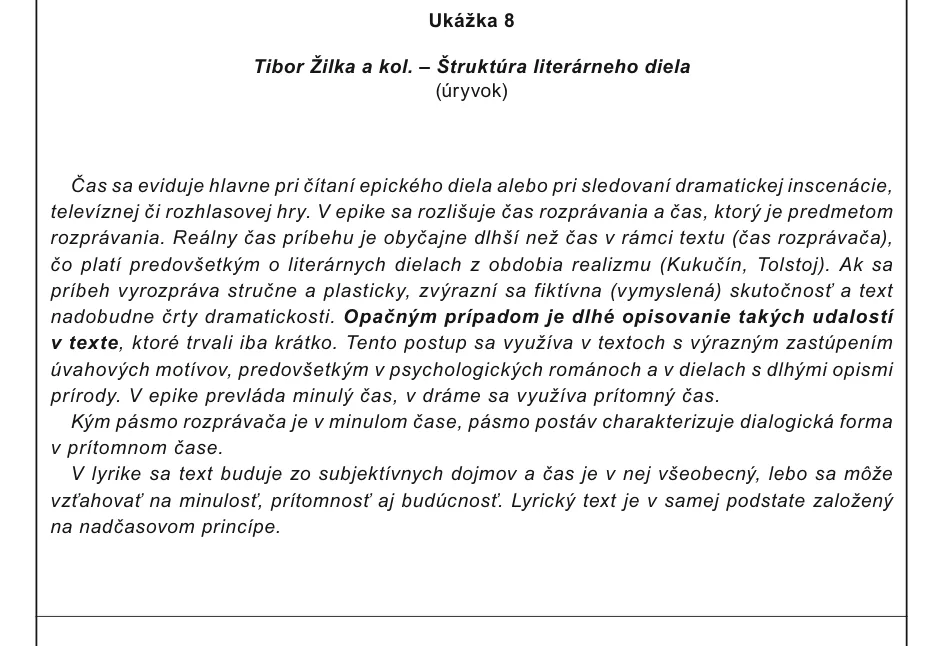 Ukážka 8
Tibor Žilka a kol. – Štruktúra literárneho diela
(úryvok)
Čas sa eviduje hlavne pri čítaní epického diela alebo pri sledovaní dramatickej inscenácie,
televíznej či rozhlasovej hry. V epike sa rozlišuje čas rozprávania a čas, ktorý je predmetom
rozprávania. Reálny čas príbehu je obyčajne dlhší než čas v rámci textu (čas rozprávača),
čo platí predovšetkým o literárnych dielach z obdobia realizmu (Kukučín, Tolstoj). Ak sa
príbeh vyrozpráva stručne a plasticky, zvýrazní sa fiktívna (vymyslená) skutočnosť a text
nadobudne črty dramatickosti. Opačným prípadom je dlhé opisovanie takých udalostí
v texte, ktoré trvali iba krátko. Tento postup sa využíva v textoch s výrazným zastúpením
úvahových motívov, predovšetkým v psychologických románoch a v dielach s dlhými opismi
prírody. V epike prevláda minulý čas, v dráme sa využíva prítomný čas.
Kým pásmo rozprávača je v minulom čase, pásmo postáv charakterizuje dialogická forma
v prítomnom čase.
V lyrike sa text buduje zo subjektívnych dojmov a čas je v nej všeobecný, lebo sa môže
vzťahovať na minulosť, prítomnosť aj budúcnosť. Lyrický text je v samej podstate založený
na nadčasovom princípe.